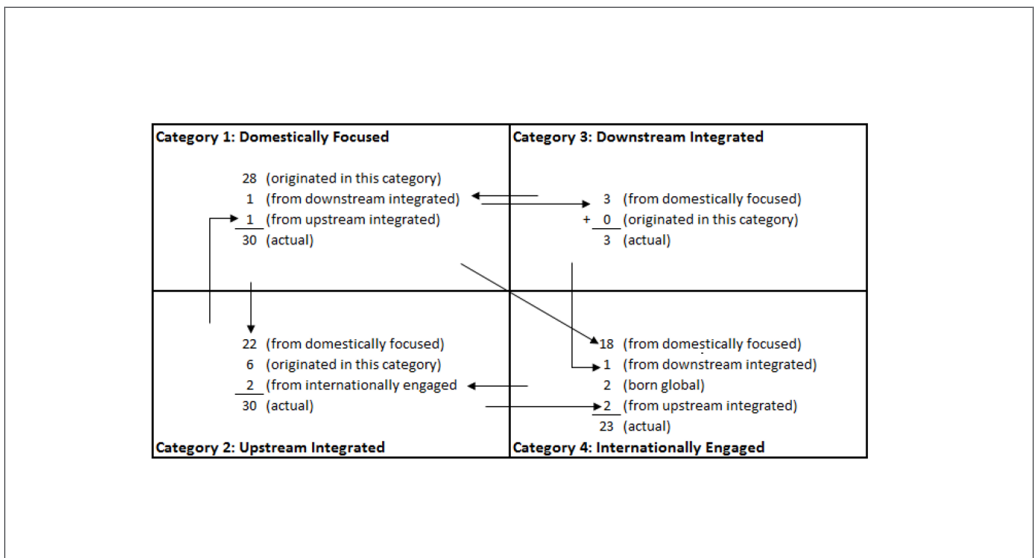 Category 1: Domestically Focused
28 (originated in this category)
1 (from downstream integrated)
1 (from upstream integrated)
30 (actual)
Category 3: Downstream Integrated
3 (from domestically focused)
+ 0 (originated in this category)
3 (actual)
22 (from domestically focused)
6 (originated in this category)
2 (from internationally engaged
30 (actual)
Category 2: Upstream Integrated
18 (from domestically focused)
1 (from downstream integrated)
2 (born global)
2 (from upstream integrated)
23 (actual)
Category 4: Internationally Engaged